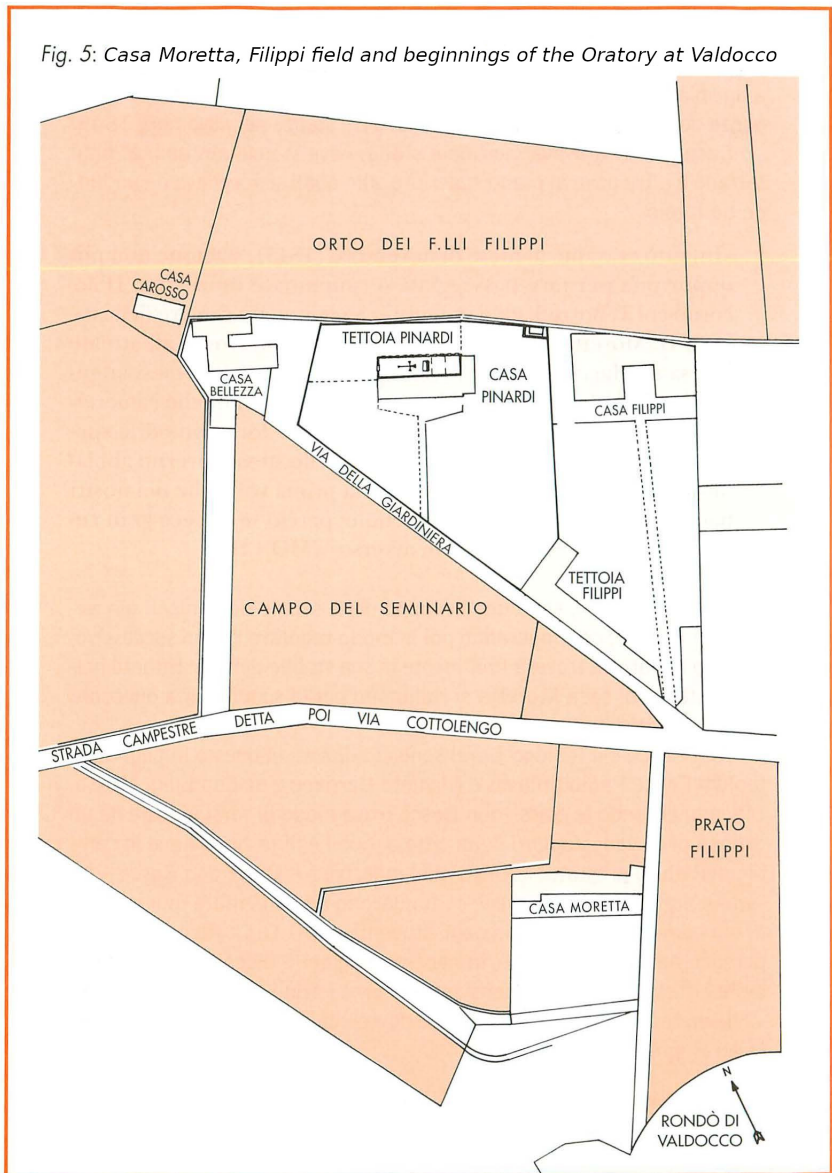 Fig. 5: Casa Moretta, Filippi field and beginnings of the Oratory at Valdocco
ORTO DEI F.LLI FILIPPI
CASA
CAROSSO
TETTOIA PINARDI
CASA
PINARDI
CASA
BELLEZZA
CASA FILIPPI
VIA DELLA GIARDINIERA
TETTOIA
FILIPPI
CAMPO DEL SEMINARIO
STRADA CAMPESTRE DETTA POI VIA COTTOLENGO
PRATO
FILIPPI
CASA MORETTA
N
RONDÒ DI
VALDOCCO